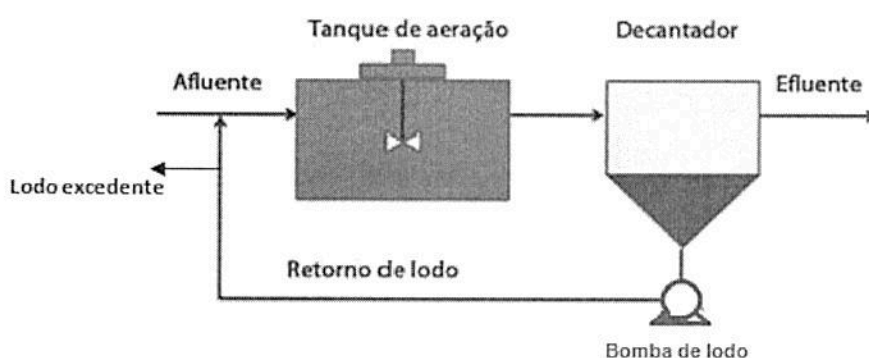 Tanque de aeração
Decantador
Afluente
Efluente
Lodo excedente
Retorno de lodo
Bomba de lodo